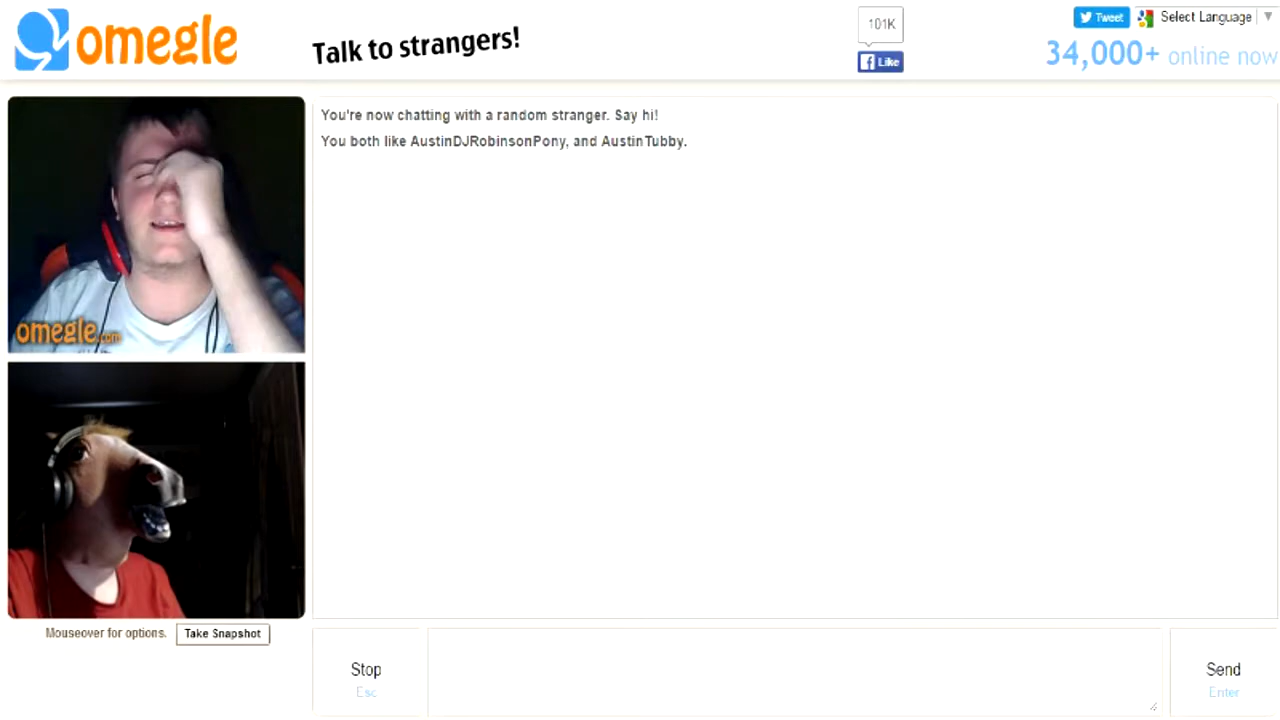 omegle
Talk to strangers!
101K
Like
Tweet
Select Language
34,000+ online now
You're now chatting with a random stranger. Say hi!
You both like AustinDJRobinsonPony, and AustinTubby.
omegle.com
Mouseover for options.
Take Snapshot
Stop
Esc
Send
Enter